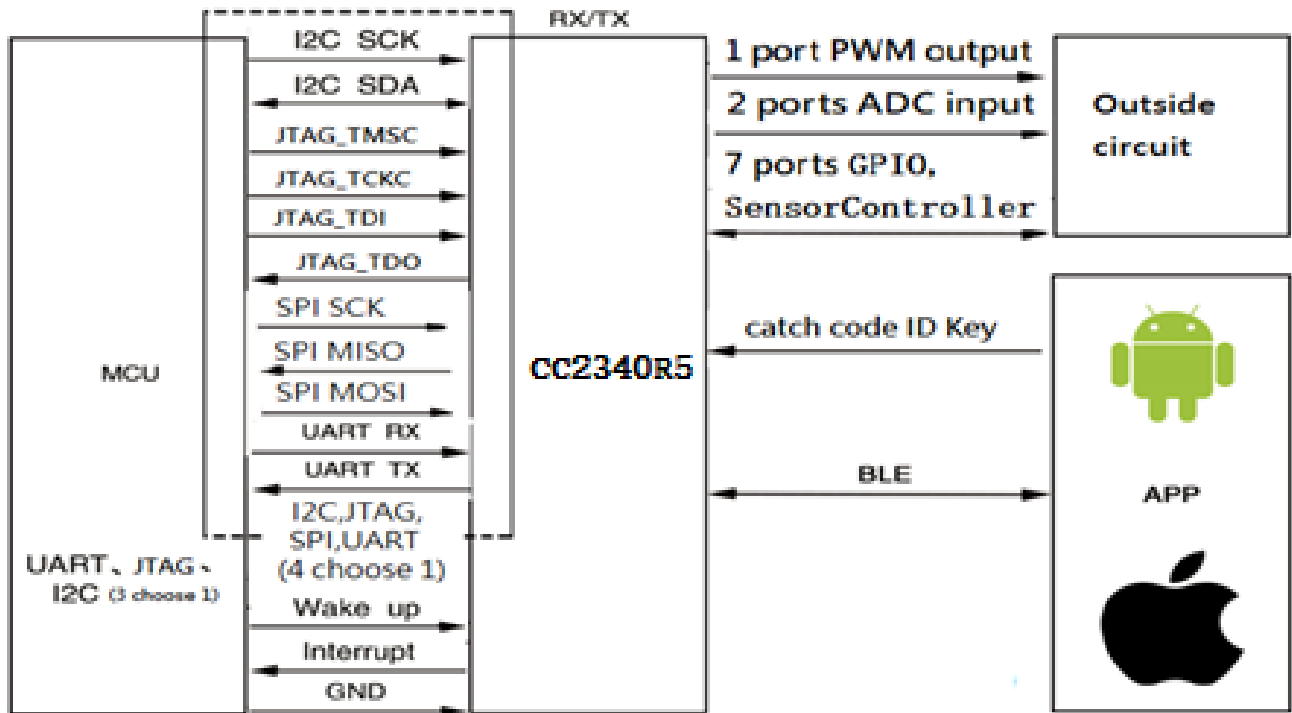 RX/TX
I2C SCK
I2C SDA
JTAG_TMSC
JTAG_TCKC
JTAG_TDI
JTAG_TDO
SPI SCK
SPI MISO
SPI MOSI
UART RX
UART TX
I2C,JTAG,
SPI,UART
(4 choose 1)
Wake up
Interrupt
GND
MCU
UART、JTAG、
I2C (3 choose 1)
CC2340R5
1 port PWM output
2 ports ADC input
7 ports GPIO,
SensorController
Outside
circuit
catch code ID Key
BLE
APP